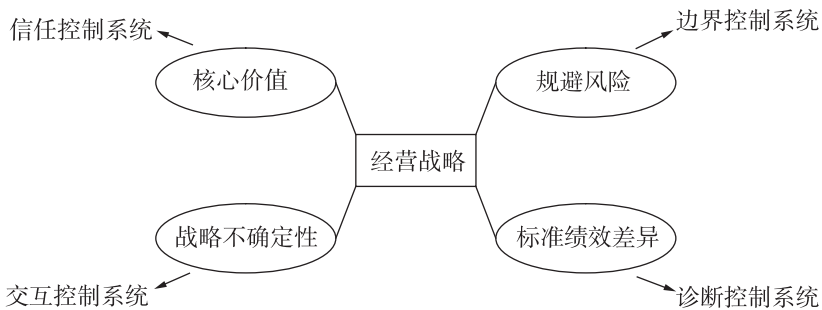 信任控制系统
边界控制系统
核心价值
规避风险
经营战略
战略不确定性
标准绩效差异
交互控制系统
诊断控制系统